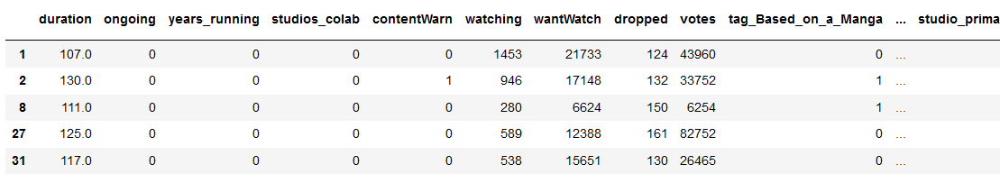 duration ongoing years_running studios_colab contentWarn watching wantWatch dropped votes tag_Based_on_a_Manga ... studio_prima
1 107.0 0 0 0 0 1453 21733 124 43960 0 ...
2 130.0 0 0 0 1 946 17148 132 33752 1 ...
8 111.0 0 0 0 0 280 6624 150 6254 1 ...
27 125.0 0 0 0 0 589 12388 161 82752 0 ...
31 117.0 0 0 0 0 538 15651 130 26465 0 ...